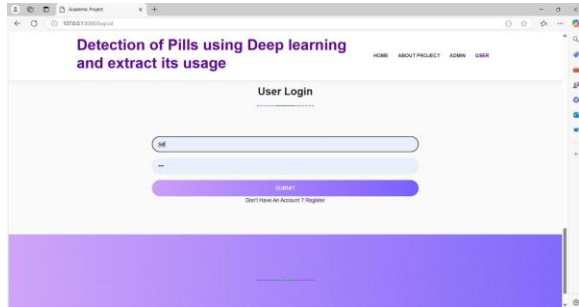 Academic Project
Detection of Pills using Deep learning
and extract its usage
HOME
ABOUT PROJECT
ADMIN
USER
User Login
SUBMIT
Don't Have An Account ? Register